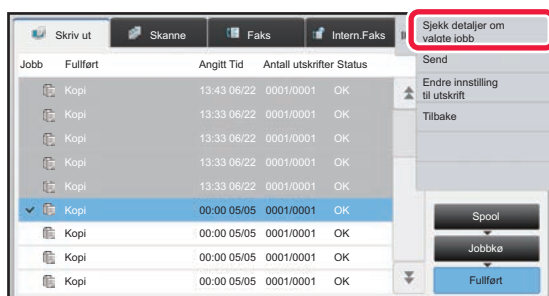 Skriv ut Skanne Faks Intern.Faks
Jobb Fullført Angitt Tid Antall utskrifter Status
Kopi 13:43 06/22 0001/0001 OK
Kopi 13:33 06/22 0001/0001 OK
Kopi 13:33 06/22 0001/0001 OK
Kopi 13:33 06/22 0001/0001 OK
Kopi 13:33 06/22 0001/0001 OK
Kopi 00:00 05/05 0001/0001 OK
Kopi 00:00 05/05 0001/0001 OK
Kopi 00:00 05/05 0001/0001 OK
Kopi 00:00 05/05 0001/0001 OK
Sjekk detaljer om
valgte jobb
Send
Endre innstilling
til utskrift
Tilbake
Spool
Jobbkø
Fullført